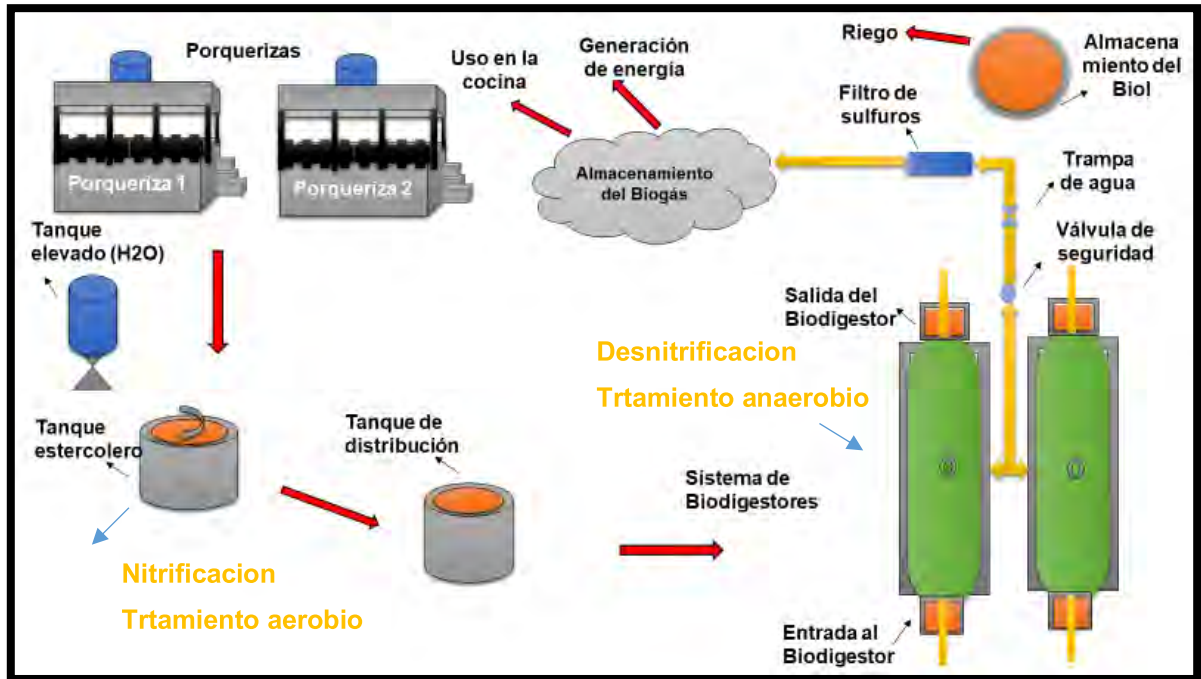 Porquerizas
Porqueriza 1
Porqueriza 2
Uso en la
cocina
Generación
de energía
Almacenamiento
del Biogás
Riego
Almacena
miento del
Biol
Filtro de
sulfuros
Trampa
de agua
Válvula de
seguridad
Tanque
elevado (H2O)
Salida del
Biodigestor
Desnitrificacion
Trtamiento anaerobio
Tanque
estercolero
Tanque de
distribución
Sistema de
Biodigestores
Nitrificacion
Trtamiento aerobio
Entrada al
Biodigestor